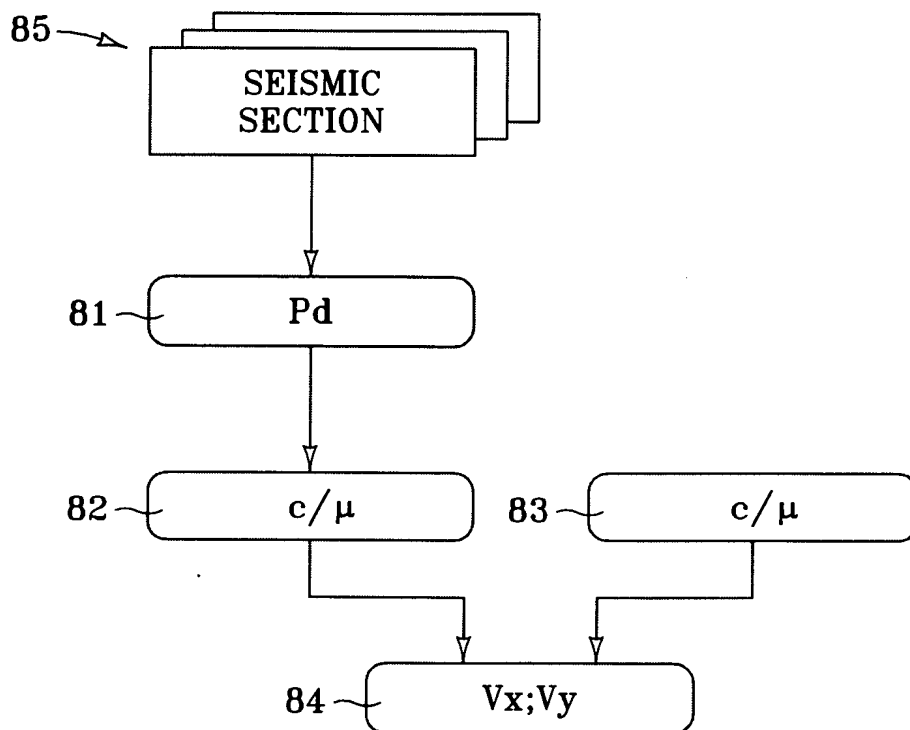 85
SEISMIC
SECTION
81
Pd
82
c/μ
83
c/μ
84
Vx;Vy